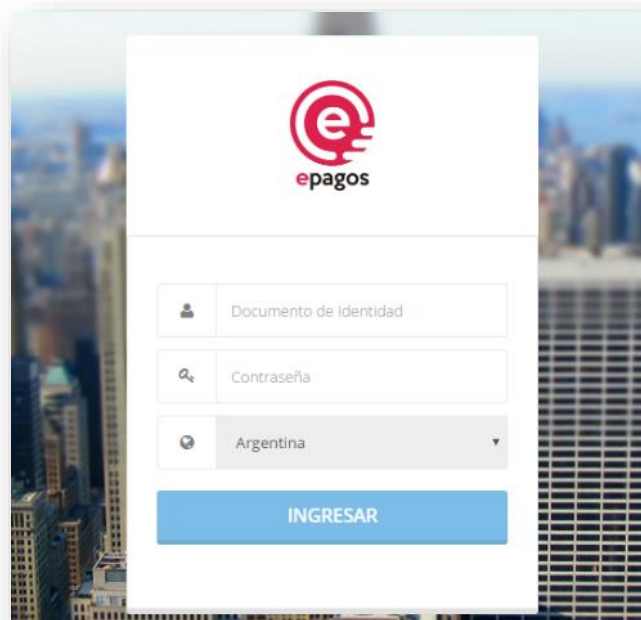 e
epagos
Documento de Identidad
Contraseña
Argentina
INGRESAR